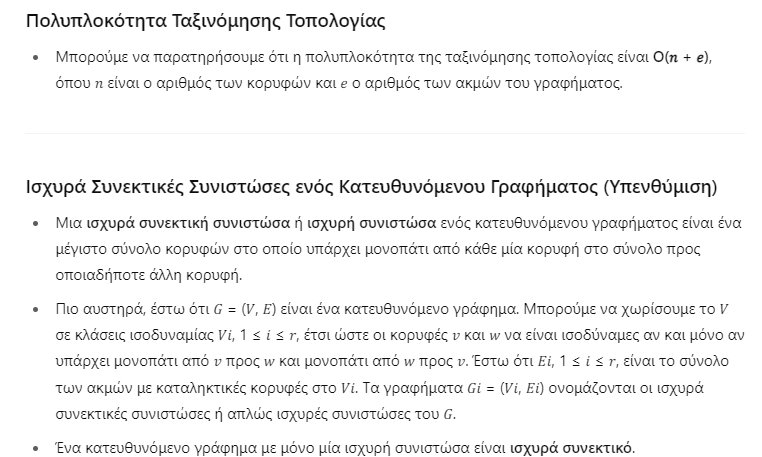 Πολυπλοκότητα Ταξινόμησης Τοπολογίας
• Μπορούμε να παρατηρήσουμε ότι η πολυπλοκότητα της ταξινόμησης τοπολογίας είναι O(n + e),
όπου n είναι ο αριθμός των κορυφών και e ο αριθμός των ακμών του γραφήματος.
Ισχυρά Συνεκτικές Συνιστώσες ενός Κατευθυνόμενου Γραφήματος (Υπενθύμιση)
• Μια ισχυρά συνεκτική συνιστώσα ή ισχυρή συνιστώσα ενός κατευθυνόμενου γραφήματος είναι ένα
μέγιστο σύνολο κορυφών στο οποίο υπάρχει μονοπάτι από κάθε μία κορυφή στο σύνολο προς
οποιαδήποτε άλλη κορυφή.
• Πιο αυστηρά, έστω ότι G = (V, E) είναι ένα κατευθυνόμενο γράφημα. Μπορούμε να χωρίσουμε το V
σε κλάσεις ισοδυναμίας Vi, 1 ≤ i ≤ r, έτσι ώστε οι κορυφές v και w να είναι ισοδύναμες αν και μόνο αν
υπάρχει μονοπάτι από v προς w και μονοπάτι από w προς v. Έστω ότι Ei, 1 ≤ i ≤ r, είναι το σύνολο
των ακμών με καταληκτικές κορυφές στο Vi. Τα γραφήματα Gi = (Vi, Ei) ονομάζονται οι ισχυρά
συνεκτικές συνιστώσες ή απλώς ισχυρές συνιστώσες του G.
• Ένα κατευθυνόμενο γράφημα με μόνο μία ισχυρή συνιστώσα είναι ισχυρά συνεκτικό.